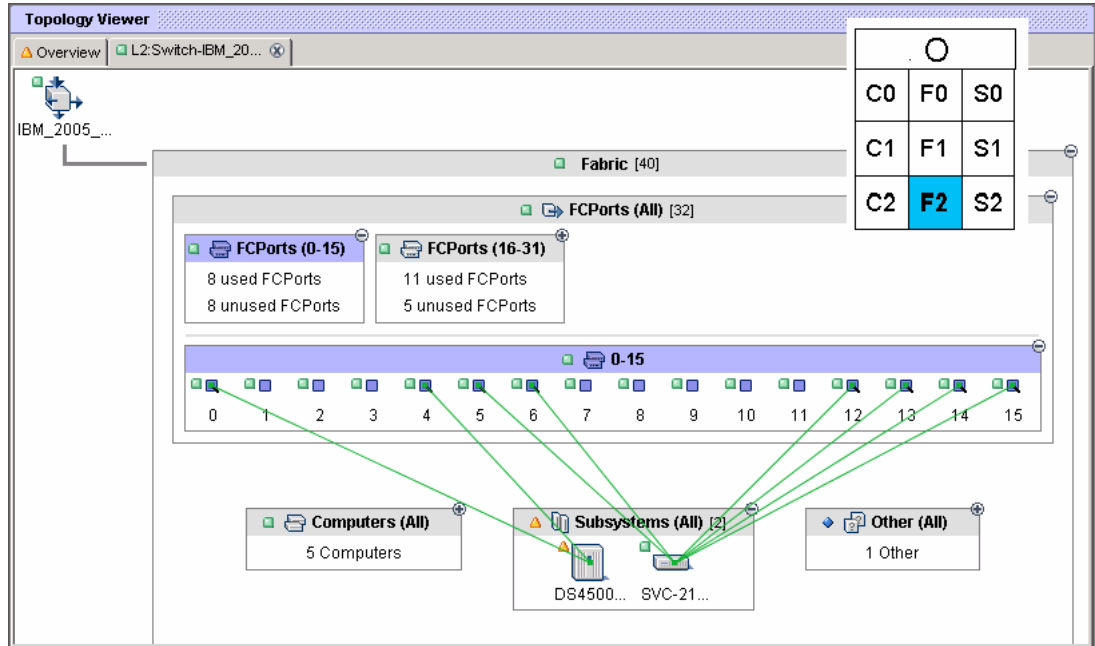 Topology Viewer
Overview
L2:Switch-IBM_20...
O
C0 F0 S0
C1 F1 S1
C2 F2 S2
IBM_2005_...
Fabric [40]
FCPorts (All) [32]
FCPorts (0-15)
8 used FCPorts
8 unused FCPorts
FCPorts (16-31)
11 used FCPorts
5 unused FCPorts
0-15
0 1 2 3 4 5 6 7 8 9 10 11 12 13 14 15
Computers (All)
5 Computers
Subsystems (All) [2]
DS4500... SVC-21...
Other (All)
1 Other